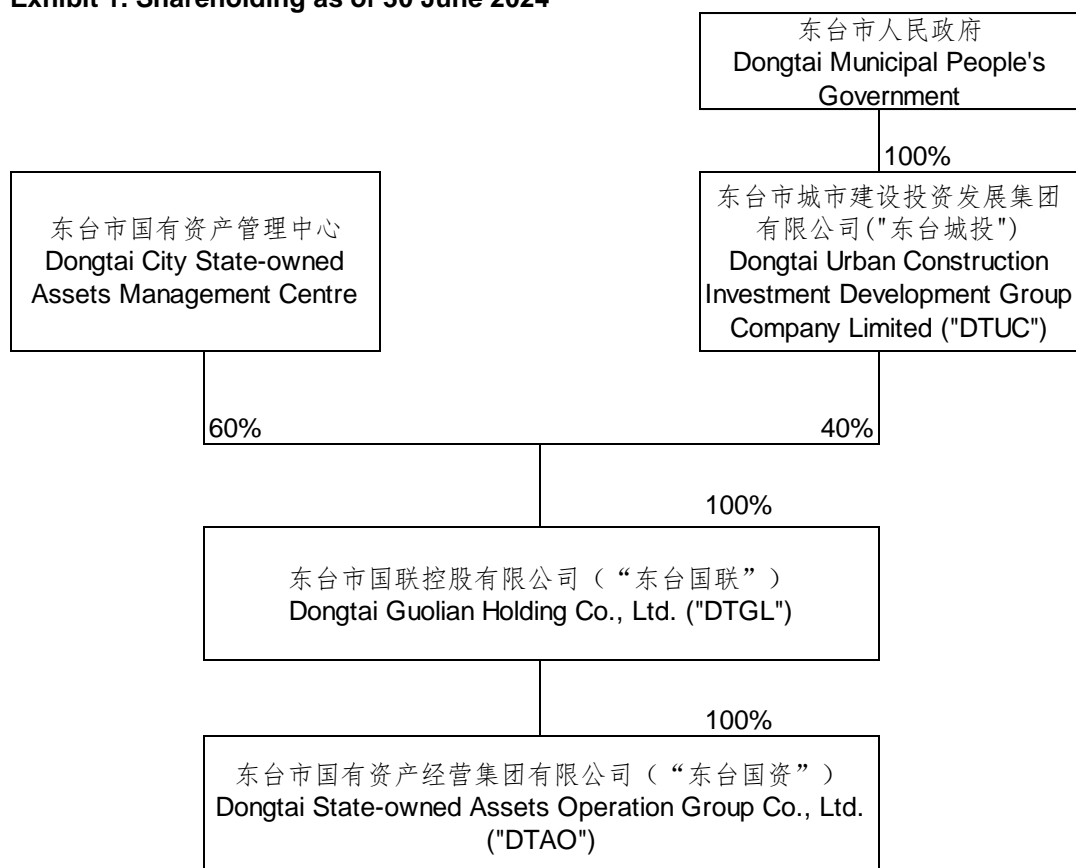 Exhibit 1: Shareholding as of 30 June 2024
东台市人民政府
Dongtai Municipal People's
Government
100%
东台市国有资产管理中心
Dongtai City State-owned
Assets Management Centre
东台市城市建设投资发展集团
有限公司("东台城投")
Dongtai Urban Construction
Investment Development Group
Company Limited ("DTUC")
60%
40%
100%
东台市国联控股有限公司（“东台国联”）
Dongtai Guolian Holding Co., Ltd. ("DTGL")
100%
东台市国有资产经营集团有限公司（“东台国资”）
Dongtai State-owned Assets Operation Group Co., Ltd.
("DTAO")